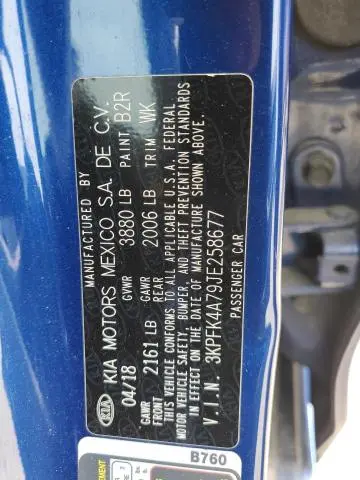 MANUFACTURED BY
KIA KIA MOTORS MEXICO S.A. DE C.V.
04/18 GVWR 3880 LB PAINT B2R
GAWR FRONT 2161 LB GAWR REAR 2006 LB TRIM WK
THIS VEHICLE CONFORMS TO ALL APPLICABLE U.S.A. FEDERAL
MOTOR VEHICLE SAFETY, BUMPER, AND THEFT PREVENTION STANDARDS
IN EFFECT ON THE DATE OF MANUFACTURE SHOWN ABOVE.
V.I.N. 3KPFK4A79JE258677
PASSENGER CAR
B760